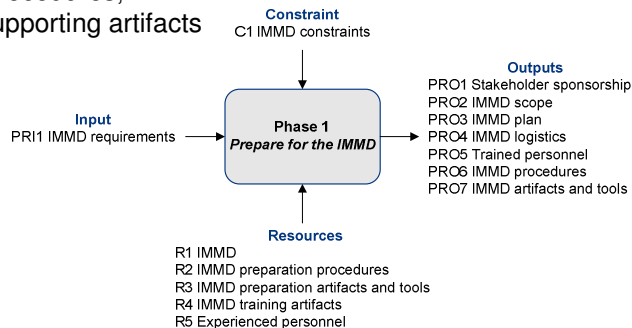 upporting artifacts
Constraint
C1 IMMD constraints
Input
PRI1 IMMD requirements
Phase 1
Prepare for the IMMD
Outputs
PRO1 Stakeholder sponsorship
PRO2 IMMD scope
PRO3 IMMD plan
PRO4 IMMD logistics
PRO5 Trained personnel
PRO6 IMMD procedures
PRO7 IMMD artifacts and tools
Resources
R1 IMMD
R2 IMMD preparation procedures
R3 IMMD preparation artifacts and tools
R4 IMMD training artifacts
R5 Experienced personnel